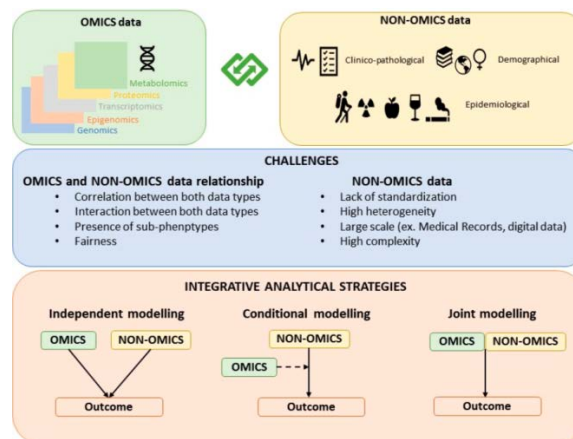 OMICS data
Metabolomics
Proteomics
Transcriptomics
Epigenomics
Genomics
NON-OMICS data
Clinico-pathological
Demographical
Epidemiological
CHALLENGES
OMICS and NON-OMICS data relationship
• Correlation between both data types
• Interaction between both data types
• Presence of sub-phenptypes
• Fairness
NON-OMICS data
• Lack of standardization
• High heterogeneity
• Large scale (ex. Medical Records, digital data)
• High complexity
INTEGRATIVE ANALYTICAL STRATEGIES
Independent modelling
OMICS NON-OMICS
Outcome
Conditional modelling
NON-OMICS
OMICS
Outcome
Joint modelling
OMICS NON-OMICS
Outcome